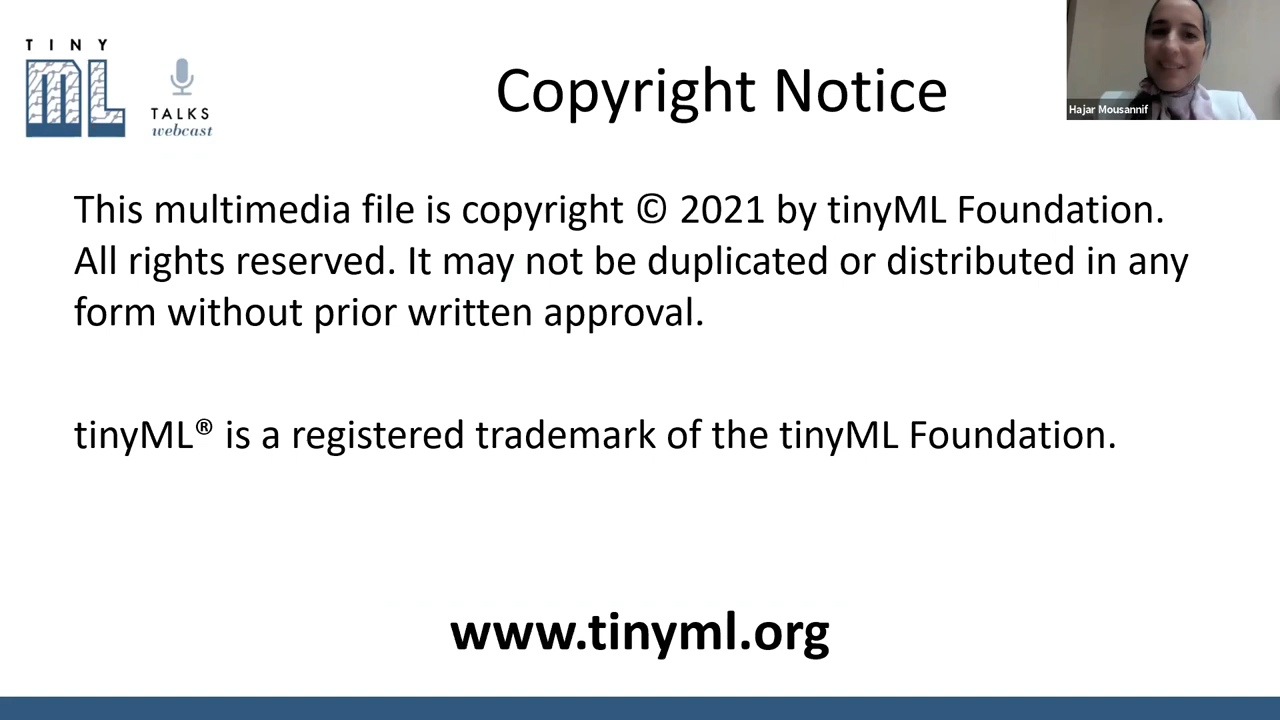 TINY
ML
TALKS
webcast
Copyright Notice
Hajar Mousannif
This multimedia file is copyright © 2021 by tinyML Foundation.
All rights reserved. It may not be duplicated or distributed in any
form without prior written approval.
tinyML® is a registered trademark of the tinyML Foundation.
www.tinyml.org